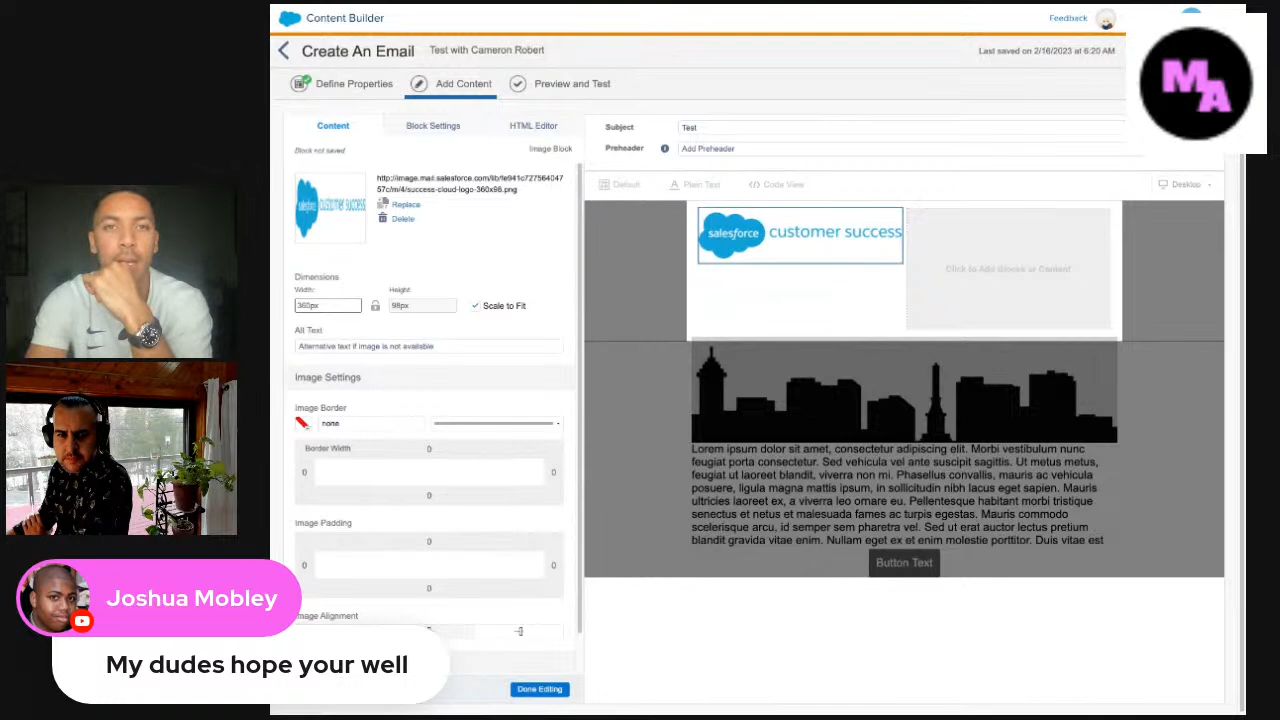 Content Builder
Feedback
Create An Email
Test with Cameron Robert
Last saved on 2/16/2023 at 6:20 AM
Define Properties
Add Content
Preview and Test
MA
Content
Block Settings
HTML Editor
Block not saved
Image Block
http://image.mail.salesforce.com/lib/fe941c727564047
57c/m/4/success-cloud-logo-360x98.png
Replace
Delete
salesforce customer success
Dimensions
Width:
Height:
360px
98px
Scale to Fit
Alt Text
Alternative text if image is not available
Image Settings
Image Border
none
Border Width
0
0
0
0
Image Padding
0
0
0
0
Image Alignment
Done Editing
Subject
Test
Preheader
Add Preheader
Default
Plain Text
</> Code View
Desktop
salesforce customer success
Click to Add Blocks or Content
Lorem ipsum dolor sit amet, consectetur adipiscing elit. Morbi vestibulum nunc
feugiat porta consectetur. Sed vehicula vel ante suscipit sagittis. Ut metus metus,
feugiat ut laoreet blandit, viverra non mi. Phasellus convallis, mauris ac vehicula
posuere, ligula magna mattis ipsum, in sollicitudin nibh lacus eget sapien. Mauris
ultricies laoreet ex, a viverra leo ornare eu. Pellentesque habitant morbi tristique
senectus et netus et malesuada fames ac turpis egestas. Mauris commodo
scelerisque arcu, id semper sem pharetra vel. Sed ut erat auctor lectus pretium
blandit gravida vitae enim. Nullam eget ex et enim molestie porttitor. Duis vitae est
Button Text
Joshua Mobley
My dudes hope your well